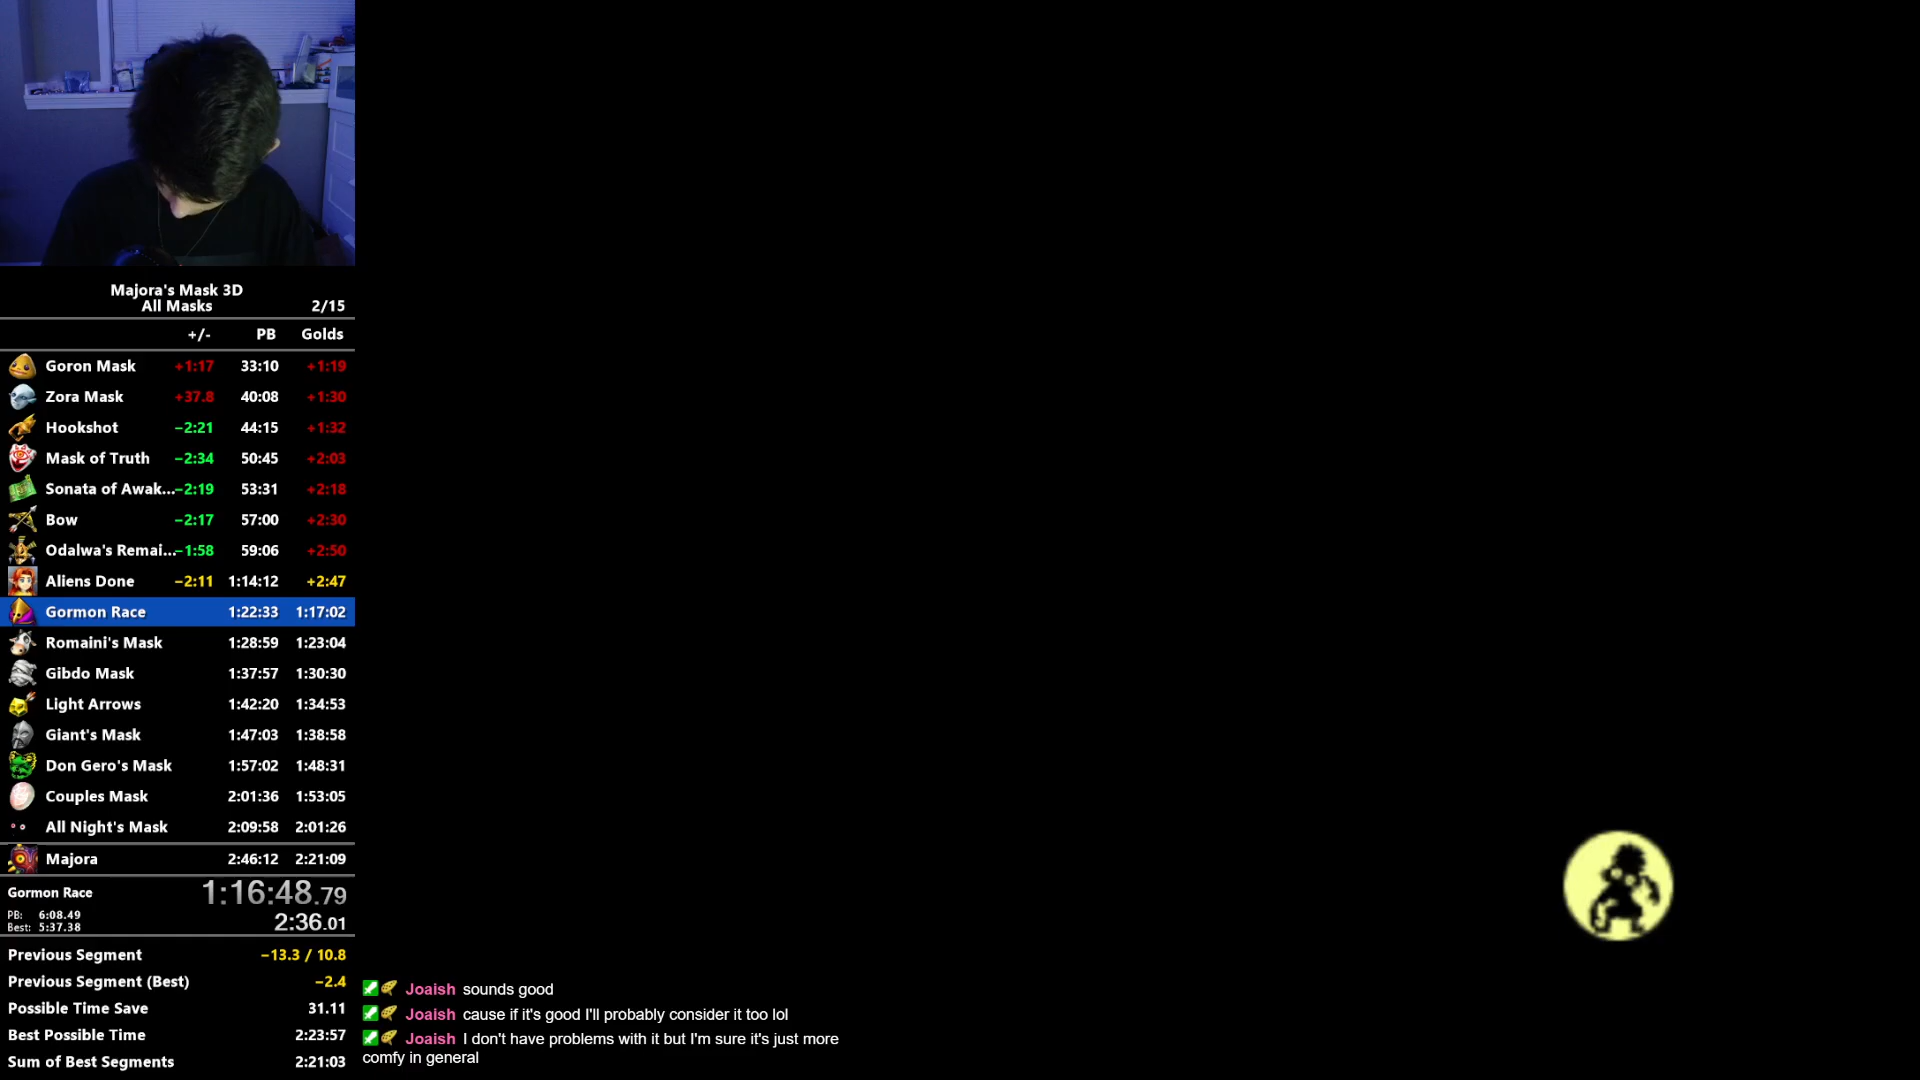 Majora's Mask 3D
All Masks 2/15
+/- PB Golds
Goron Mask +1:17 33:10 +1:19
Zora Mask +37.8 40:08 +1:30
Hookshot −2:21 44:15 +1:32
Mask of Truth −2:34 50:45 +2:03
Sonata of Awak... −2:19 53:31 +2:18
Bow −2:17 57:00 +2:30
Odalwa's Remai... −1:58 59:06 +2:50
Aliens Done −2:11 1:14:12 +2:47
Gormon Race 1:22:33 1:17:02
Romaini's Mask 1:28:59 1:23:04
Gibdo Mask 1:37:57 1:30:30
Light Arrows 1:42:20 1:34:53
Giant's Mask 1:47:03 1:38:58
Don Gero's Mask 1:57:02 1:48:31
Couples Mask 2:01:36 1:53:05
All Night's Mask 2:09:58 2:01:26
Majora 2:46:12 2:21:09
Gormon Race 1:16:48.79
PB: 6:08.49
Best: 5:37.38 2:36.01
Previous Segment −13.3 / 10.8
Previous Segment (Best) −2.4
Possible Time Save 31.11
Best Possible Time 2:23:57
Sum of Best Segments 2:21:03
Joaish sounds good
Joaish cause if it's good I'll probably consider it too lol
Joaish I don't have problems with it but I'm sure it's just more
comfy in general